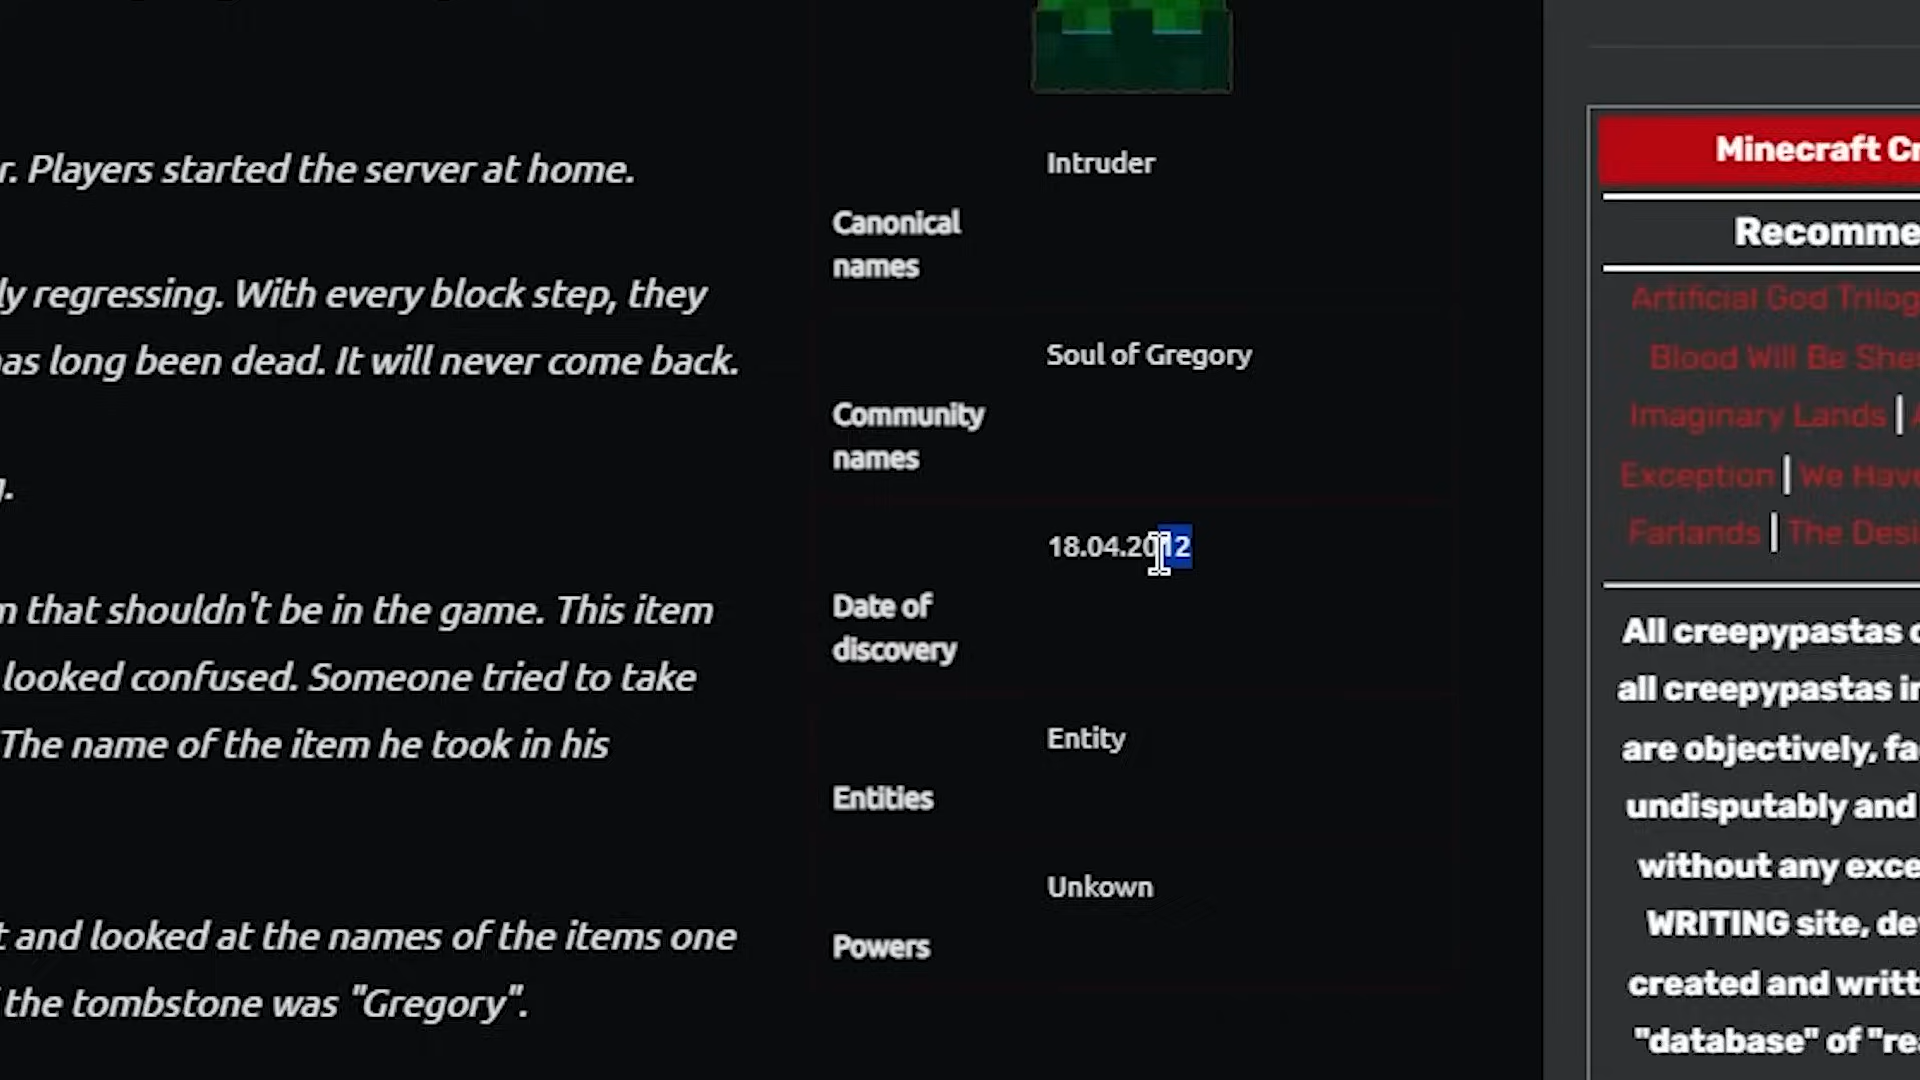 r. Players started the server at home.
ly regressing. With every block step, they
has long been dead. It will never come back.
n that shouldn't be in the game. This item
looked confused. Someone tried to take
The name of the item he took in his
t and looked at the names of the items one
the tombstone was "Gregory".
Intruder
Canonical
names
Soul of Gregory
Community
names
18.04.2012
Date of
discovery
Entity
Entities
Unkown
Powers
Minecraft Cr
Recomme
Artificial God Trilog
Blood Will Be She
Imaginary Lands |
Exception | We Have
Farlands | The Desi
All creepypastas
all creepypastas in
are objectively, fa
undisputably and
without any exce
WRITING site, de
created and writt
"database" of "rea